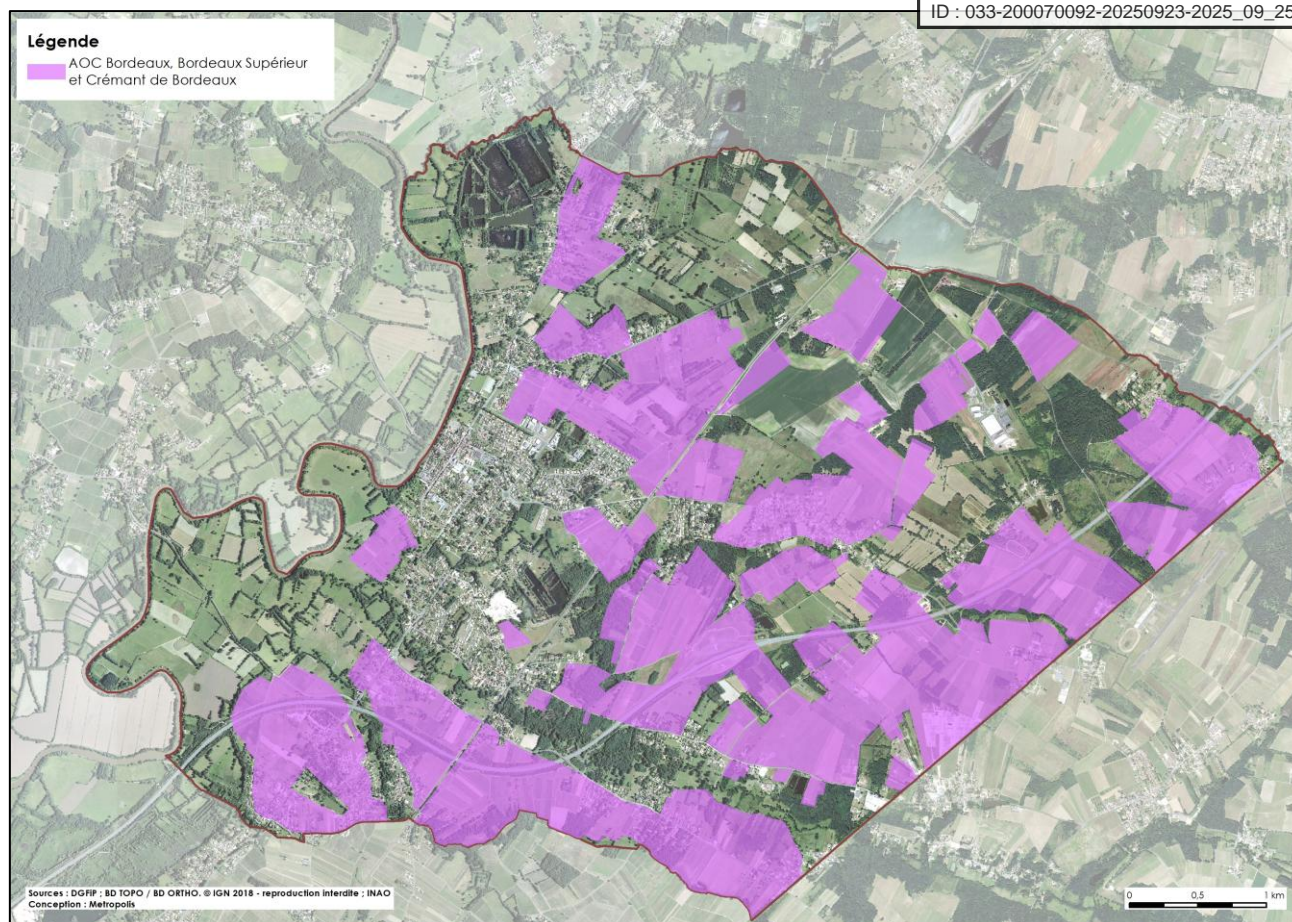 ID : 033-200070092-20250923-2025_09_25
Légende
AOC Bordeaux, Bordeaux Supérieur
et Crémant de Bordeaux
Sources : DGFiP ; BD TOPO / BD ORTHO. © IGN 2018 - reproduction interdite ; INAO
Conception : Metropolis
0 0,5 1 km